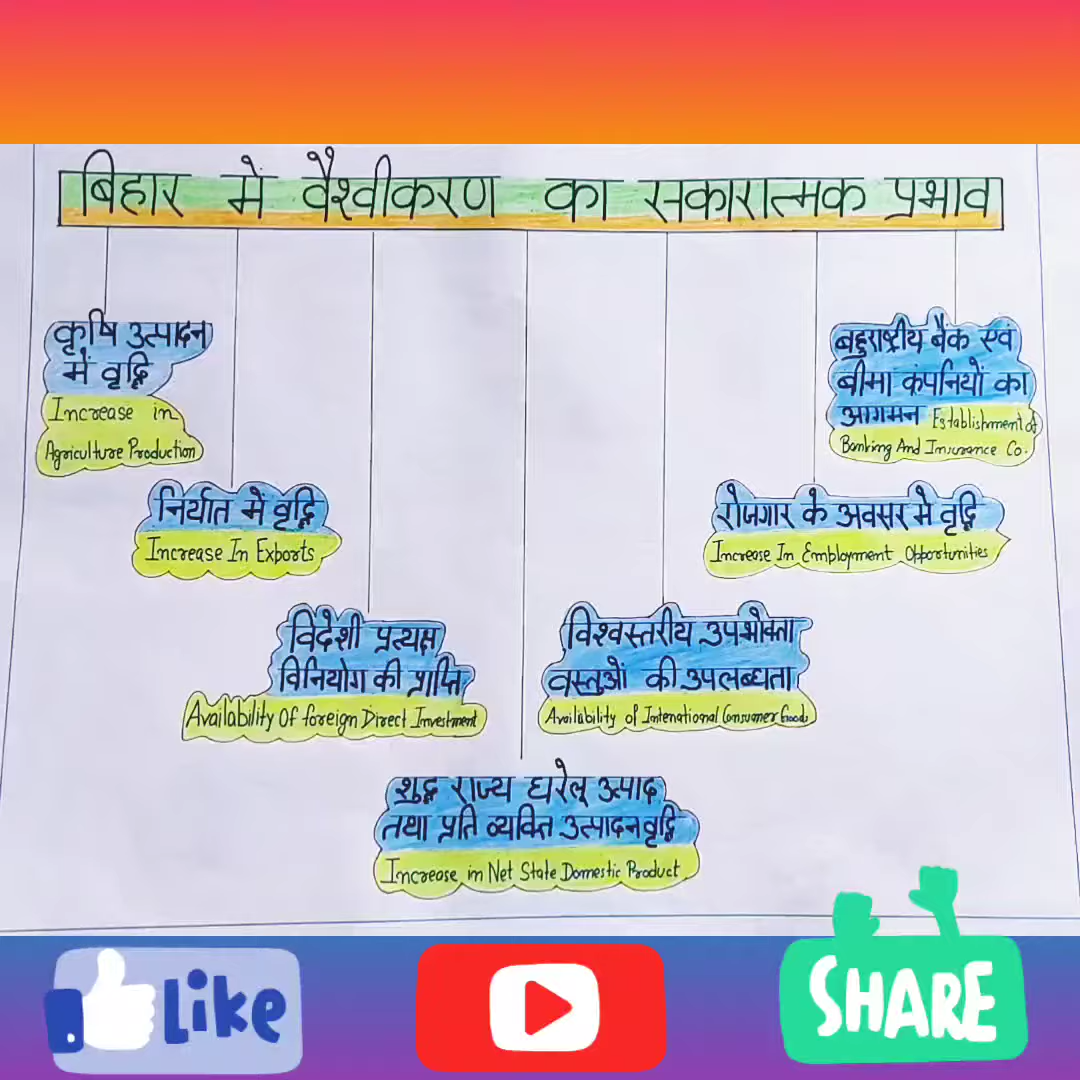 बिहार में वैश्वीकरण का सकारात्मक प्रभाव
कृषि उत्पादन
में वृद्धि
Increase in
Agriculture Production
निर्यात में वृद्धि
Increase In Exports
विदेशी प्रत्यक्ष
विनियोग की प्राप्ति
Availability Of foreign Direct Investment
शुद्ध राज्य घरेलू उत्पाद
तथा प्रति व्यक्ति उत्पादन वृद्धि
Increase in Net State Domestic Product
विश्वस्तरीय उपभोक्ता
वस्तुओं की उपलब्धता
Availibility of International Consumer Goods
रोजगार के अवसर मे वृद्धि
Increase In Employment Opportunities
बहुराष्ट्रीय बैंक एवं
बीमा कंपनियों का
आगमन Establishment of
Banking And Insurance Co.
Like
SHARE